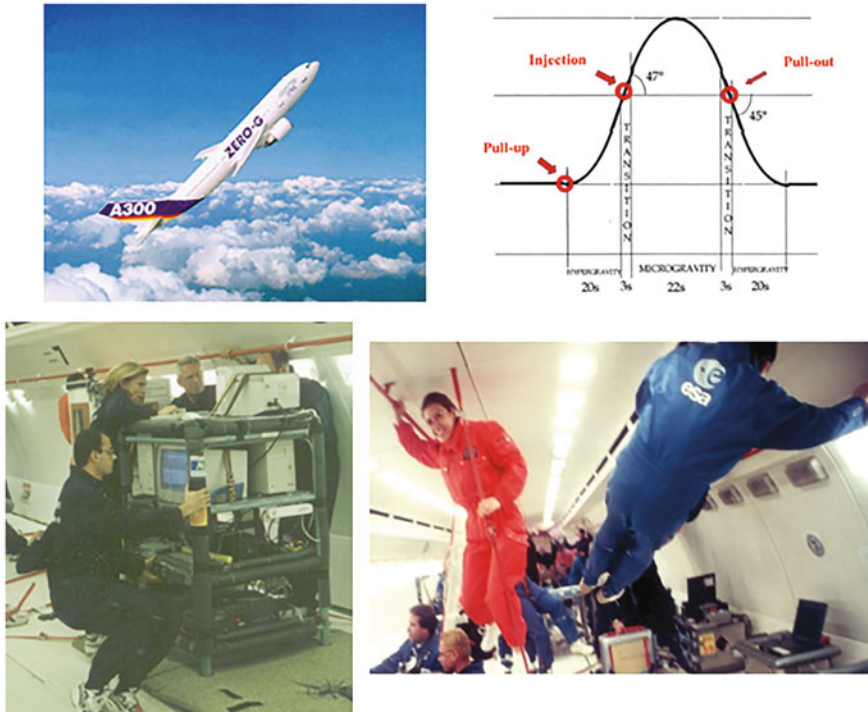 ZERO-G
A300
Injection
47°
Pull-out
45°
Pull-up
TRANSITION
TRANSITION
HYPERGRAVITY MICROGRAVITY HYPERGRAVITY
20s 3s 22s 3s 20s
esa